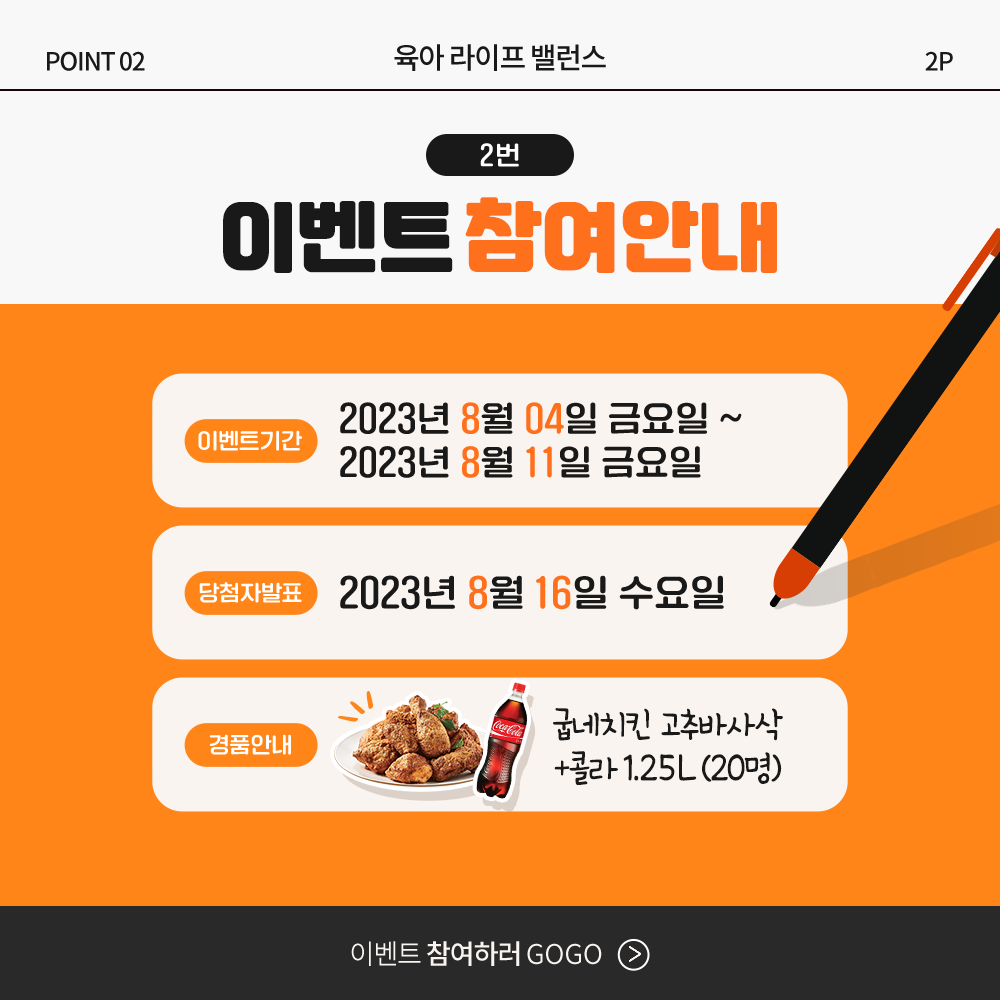 POINT 02
육아 라이프 밸런스
2P
2번
이벤트 참여안내
이벤트기간
2023년 8월 04일 금요일 ~
2023년 8월 11일 금요일
당첨자발표
2023년 8월 16일 수요일
경품안내
Coca-Cola
굽네치킨 고추바사삭
+콜라 1.25L (20명)
이벤트 참여하러 GOGO